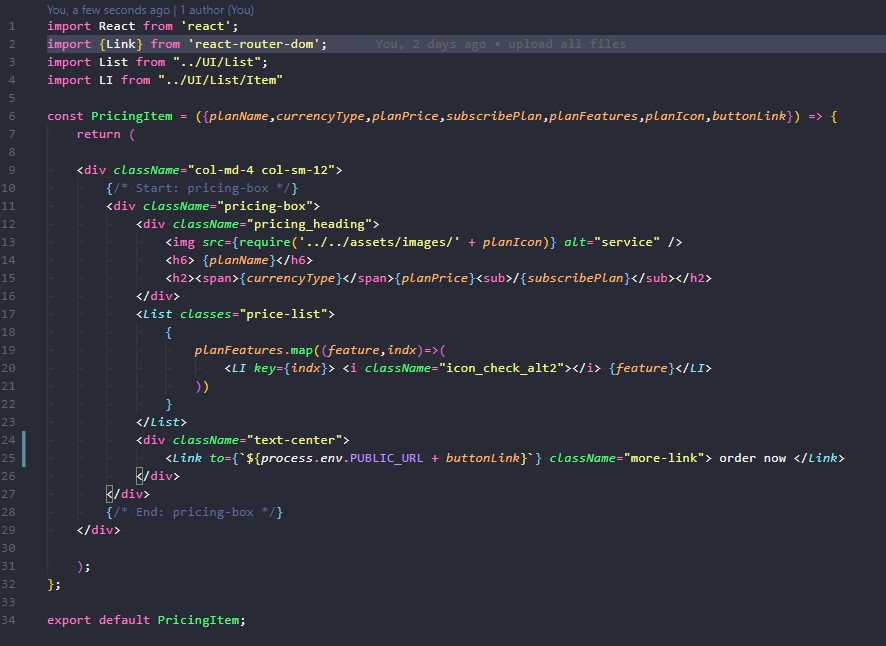 You, a few seconds ago | 1 author (You)
1 import React from 'react';
2 import {Link} from 'react-router-dom'; You, 2 days ago • upload all files
3 import List from "../UI/List";
4 import LI from "../UI/List/Item"
5
6 const PricingItem = ({planName,currencyType,planPrice,subscribePlan,planFeatures,planIcon,buttonLink}) => {
7 return (
8
9 <div className="col-md-4 col-sm-12">
10 {/* Start: pricing-box */}
11 <div className="pricing-box">
12 <div className="pricing_heading">
13 <img src={require('../../assets/images/' + planIcon)} alt="service" />
14 <h6> {planName}</h6>
15 <h2><span>{currencyType}</span>{planPrice}<sub>/{subscribePlan}</sub></h2>
16 </div>
17 <List classes="price-list">
18 {
19 planFeatures.map((feature,indx)=>(
20 <LI key={indx}> <i className="icon_check_alt2"></i> {feature}</LI>
21 ))
22 }
23 </List>
24 <div className="text-center">
25 <Link to={`${process.env.PUBLIC_URL + buttonLink}`} className="more-link"> order now </Link>
26 </div>
27 </div>
28 {/* End: pricing-box */}
29 </div>
30
31 );
32 };
33
34 export default PricingItem;